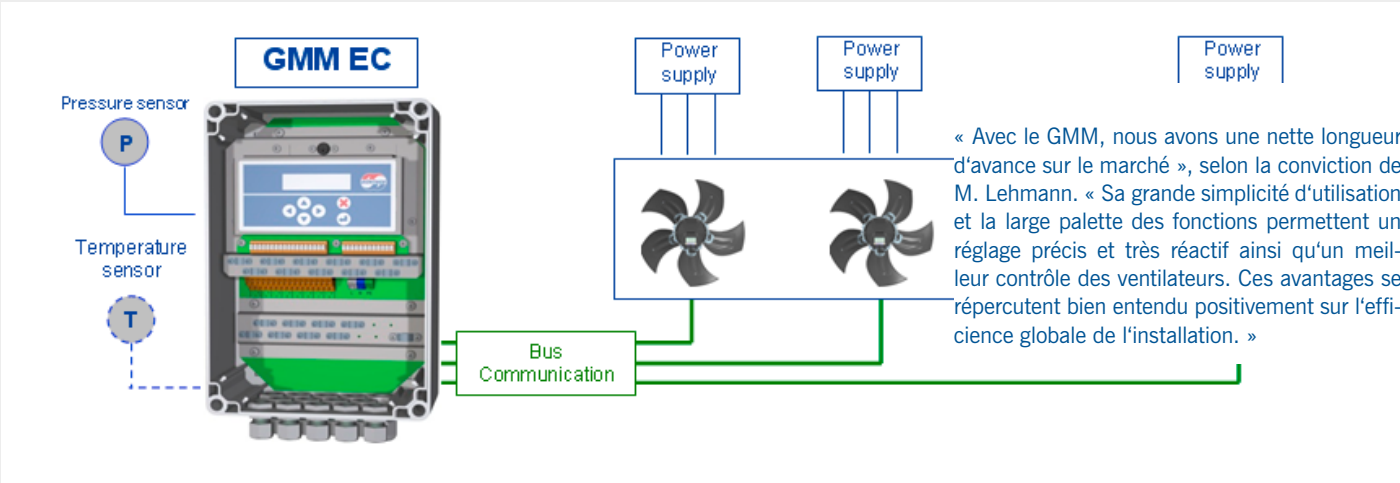 GMM EC
Pressure sensor
P
Temperature
sensor
T
Bus
Communication
Power
supply
Power
supply
Power
supply
« Avec le GMM, nous avons une nette longueur
d‘avance sur le marché », selon la conviction de
M. Lehmann. « Sa grande simplicité d‘utilisation
et la large palette des fonctions permettent un
réglage précis et très réactif ainsi qu‘un meil-
leur contrôle des ventilateurs. Ces avantages se
répercutent bien entendu positivement sur l‘effi-
cience globale de l‘installation. »